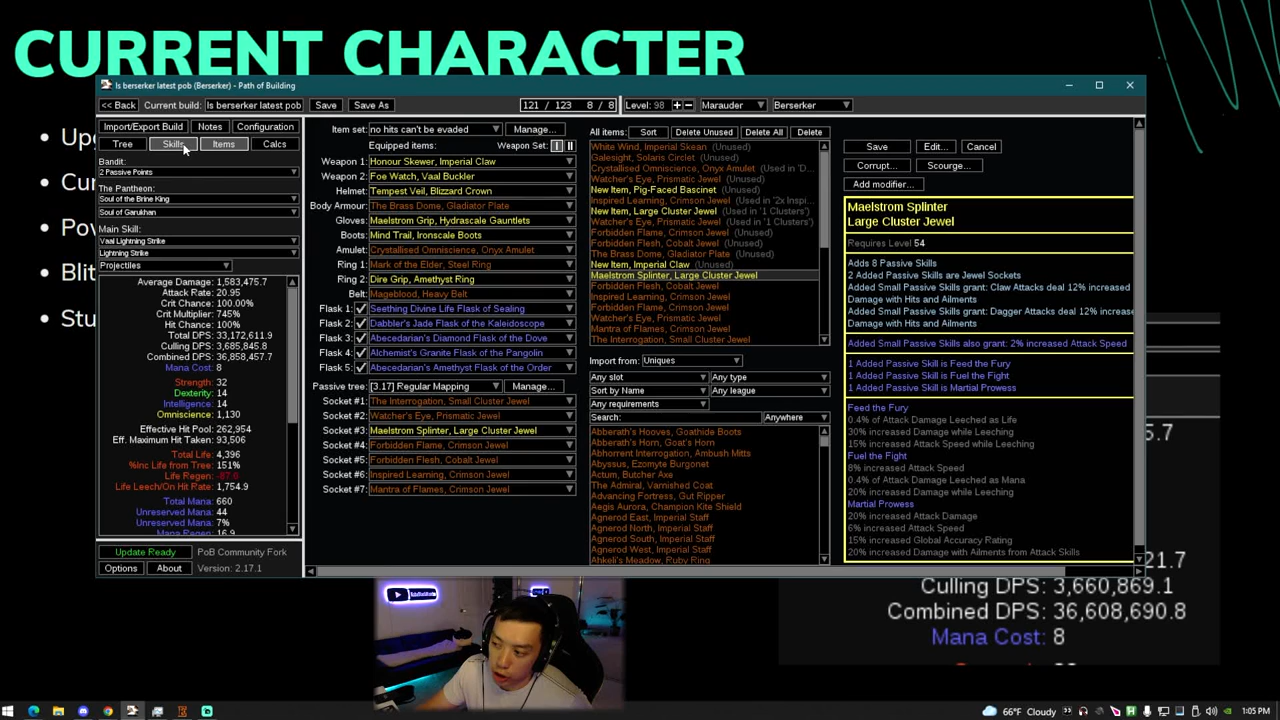 CURRENT CHARACTER
Is berserker latest pob (Berserker) - Path of Building
<< Back
Current build:
Is berserker latest pob
Save
Save As
121 / 123 8 / 8
Level: 98
Marauder
Berserker
Import/Export Build
Notes
Configuration
Tree
Skills
Items
Calcs
Bandit:
2 Passive Points
The Pantheon:
Soul of the Brine King
Soul of Garukhan
Main Skill:
Vaal Lightning Strike
Lightning Strike
Projectiles
Average Damage: 1,583,475.7
Attack Rate: 20.95
Crit Chance: 100.00%
Crit Multiplier: 745%
Hit Chance: 100%
Total DPS: 33,172,611.9
Culling DPS: 3,685,845.8
Combined DPS: 36,858,457.7
Mana Cost: 8
Strength: 32
Dexterity: 14
Intelligence: 14
Omniscience: 1,130
Effective Hit Pool: 262,954
Eff. Maximum Hit Taken: 93,506
Total Life: 4,396
%Inc Life from Tree: 151%
Life Regen:
Life Leech/On Hit Rate: 1,754.9
Total Mana: 660
Unreserved Mana: 44
Unreserved Mana: 7%
Mana Regen: 16.9
Update Ready
PoB Community Fork
Options
About
Version: 2.17.1
Item set: no hits can't be evaded
Manage...
Equipped items:
Weapon Set: I II
Weapon 1: Honour Skewer, Imperial Claw
Weapon 2: Foe Watch, Vaal Buckler
Helmet: Tempest Veil, Blizzard Crown
Body Armour: The Brass Dome, Gladiator Plate
Gloves: Maelstrom Grip, Hydrascale Gauntlets
Boots: Mind Trail, Ironscale Boots
Amulet: Crystallised Omniscience, Onyx Amulet
Ring 1: Mark of the Elder, Steel Ring
Ring 2: Dire Grip, Amethyst Ring
Belt: Mageblood, Heavy Belt
Flask 1: Seething Divine Life Flask of Sealing
Flask 2: Dabbler's Jade Flask of the Kaleidoscope
Flask 3: Abecedarian's Diamond Flask of the Dove
Flask 4: Alchemist's Granite Flask of the Pangolin
Flask 5: Abecedarian's Amethyst Flask of the Order
Passive tree: [3.17] Regular Mapping
Manage...
Socket #1: The Interrogation, Small Cluster Jewel
Socket #2: Watcher's Eye, Prismatic Jewel
Socket #3: Maelstrom Splinter, Large Cluster Jewel
Socket #4: Forbidden Flame, Crimson Jewel
Socket #5: Forbidden Flesh, Cobalt Jewel
Socket #6: Inspired Learning, Crimson Jewel
Socket #7: Mantra of Flames, Crimson Jewel
All items:
Sort
Delete Unused
Delete All
Delete
White Wind, Imperial Skean (Unused)
Galesight, Solaris Circlet (Unused)
Crystallised Omniscience, Onyx Amulet (Used in 'D...
Watcher's Eye, Prismatic Jewel (Unused)
New Item, Pig-Faced Bascinet (Unused)
Inspired Learning, Crimson Jewel (Used in '2x Inspi...
New Item, Large Cluster Jewel (Used in '1 Clusters')
Watcher's Eye, Prismatic Jewel (Used in '1 Clusters')
Forbidden Flame, Crimson Jewel (Unused)
Forbidden Flesh, Cobalt Jewel (Unused)
The Brass Dome, Gladiator Plate (Unused)
New Item, Imperial Claw (Unused)
Maelstrom Splinter, Large Cluster Jewel
Forbidden Flesh, Cobalt Jewel
Inspired Learning, Crimson Jewel
Forbidden Flame, Crimson Jewel
Watcher's Eye, Prismatic Jewel
Mantra of Flames, Crimson Jewel
The Interrogation, Small Cluster Jewel
Import from: Uniques
Any slot
Any type
Sort by Name
Any league
Any requirements
Search:
Anywhere
Abberath's Hooves, Goathide Boots
Abberath's Horn, Goat's Horn
Abhorrent Interrogation, Ambush Mitts
Abyssus, Ezomyte Burgonet
Actum, Butcher Axe
The Admiral, Varnished Coat
Advancing Fortress, Gut Ripper
Aegis Aurora, Champion Kite Shield
Agnerod East, Imperial Staff
Agnerod North, Imperial Staff
Agnerod South, Imperial Staff
Agnerod West, Imperial Staff
Ahkeli's Meadow, Ruby Ring
Save
Edit...
Cancel
Corrupt...
Scourge...
Add modifier...
Maelstrom Splinter
Large Cluster Jewel
Requires Level 54
Adds 8 Passive Skills
2 Added Passive Skills are Jewel Sockets
Added Small Passive Skills grant: Claw Attacks deal 12% increased
Damage with Hits and Ailments
Added Small Passive Skills grant: Dagger Attacks deal 12% increase
Damage with Hits and Ailments
Added Small Passive Skills also grant: 2% increased Attack Speed
1 Added Passive Skill is Feed the Fury
1 Added Passive Skill is Fuel the Fight
1 Added Passive Skill is Martial Prowess
Feed the Fury
0.4% of Attack Damage Leeched as Life
30% increased Damage while Leeching
15% increased Attack Speed while Leeching
Fuel the Fight
8% increased Attack Speed
0.4% of Attack Damage Leeched as Mana
20% increased Damage while Leeching
Martial Prowess
20% increased Attack Damage
6% increased Attack Speed
15% increased Global Accuracy Rating
20% increased Damage with Ailments from Attack Skills
5.7
21.7
Culling DPS: 3,660,869.1
Combined DPS: 36,608,690.8
Mana Cost: 8
66°F Cloudy
1:05 PM